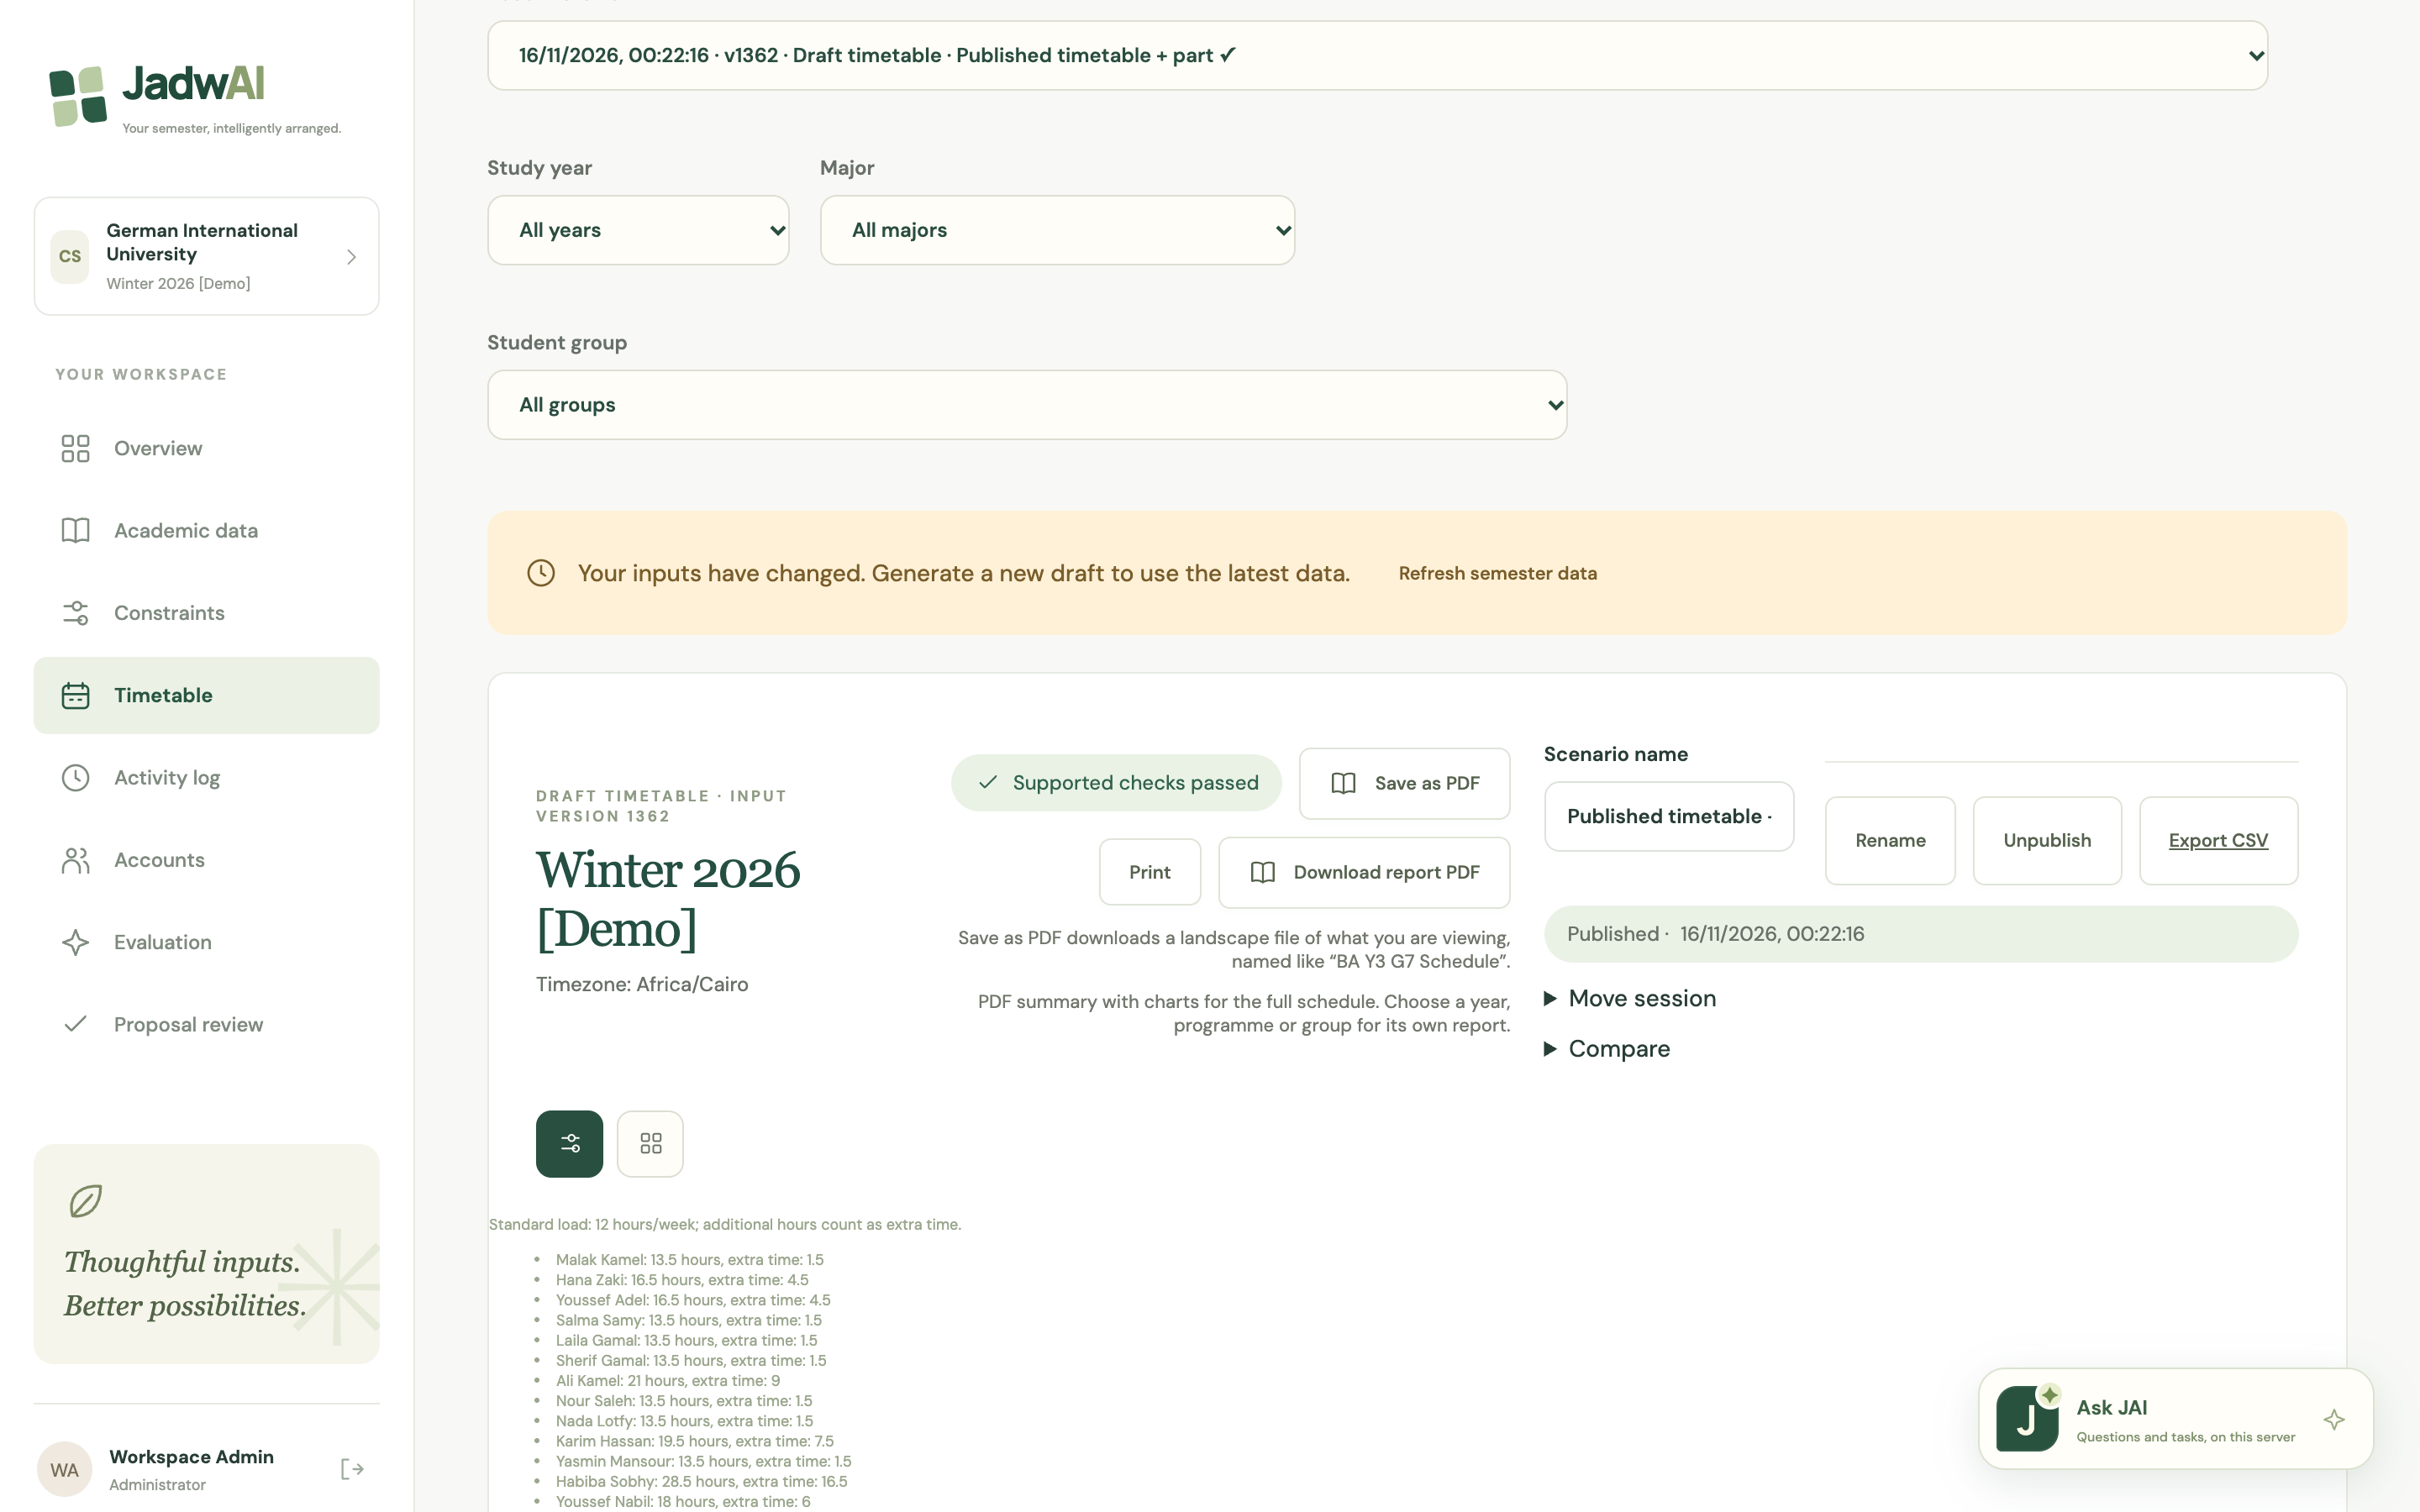 JadwAI
Your semester, intelligently arranged.
CS
German International
University
Winter 2026 [Demo]
YOUR WORKSPACE
Overview
Academic data
Constraints
Timetable
Activity log
Accounts
Evaluation
Proposal review
Thoughtful inputs.
Better possibilities.
WA
Workspace Admin
Administrator
16/11/2026, 00:22:16 · v1362 · Draft timetable · Published timetable + part ✓
Study year
Major
All years
All majors
Student group
All groups
Your inputs have changed. Generate a new draft to use the latest data.
Refresh semester data
DRAFT TIMETABLE · INPUT
VERSION 1362
Winter 2026
[Demo]
Timezone: Africa/Cairo
Supported checks passed
Save as PDF
Print
Download report PDF
Save as PDF downloads a landscape file of what you are viewing,
named like “BA Y3 G7 Schedule”.
PDF summary with charts for the full schedule. Choose a year,
programme or group for its own report.
Scenario name
Published timetable ·
Rename
Unpublish
Export CSV
Published · 16/11/2026, 00:22:16
Move session
Compare
Standard load: 12 hours/week; additional hours count as extra time.
• Malak Kamel: 13.5 hours, extra time: 1.5
• Hana Zaki: 16.5 hours, extra time: 4.5
• Youssef Adel: 16.5 hours, extra time: 4.5
• Salma Samy: 13.5 hours, extra time: 1.5
• Laila Gamal: 13.5 hours, extra time: 1.5
• Sherif Gamal: 13.5 hours, extra time: 1.5
• Ali Kamel: 21 hours, extra time: 9
• Nour Saleh: 13.5 hours, extra time: 1.5
• Nada Lotfy: 13.5 hours, extra time: 1.5
• Karim Hassan: 19.5 hours, extra time: 7.5
• Yasmin Mansour: 13.5 hours, extra time: 1.5
• Habiba Sobhy: 28.5 hours, extra time: 16.5
• Youssef Nabil: 18 hours, extra time: 6
J
Ask JAI
Questions and tasks, on this server